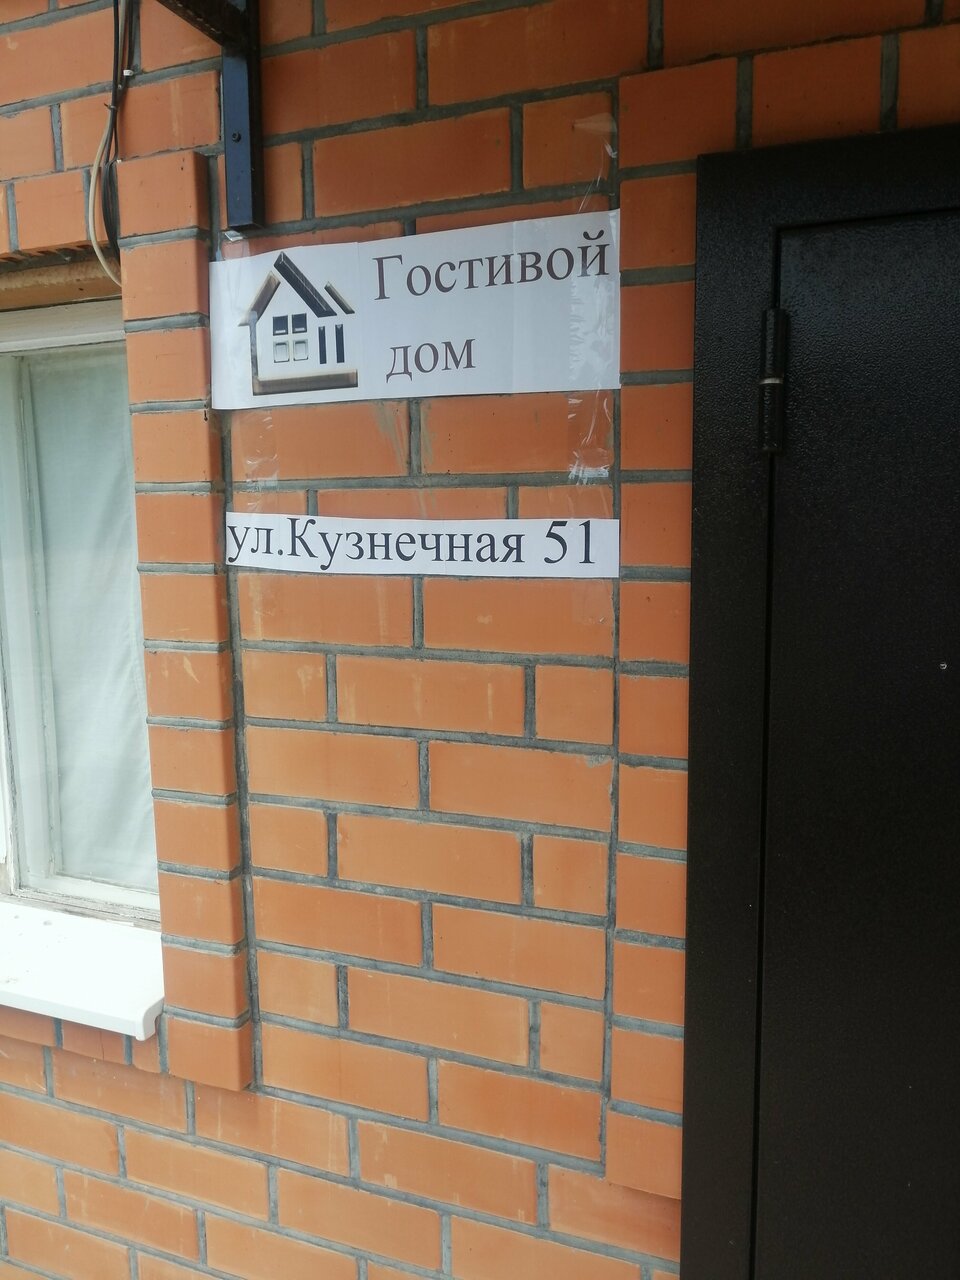 Гостивой
дом
ул.Кузнечная 51